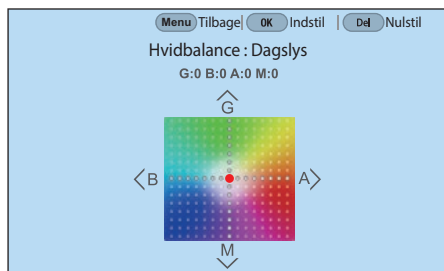 Menu Tilbage| OK Indstil | Del Nulstil
Hvidbalance : Dagslys
G:0 B:0 A:0 M:0
G
B A
M